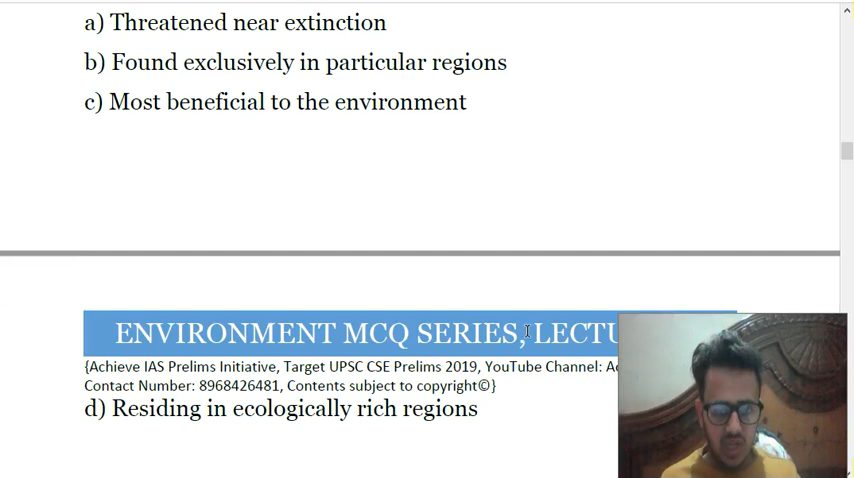 a) Threatened near extinction
b) Found exclusively in particular regions
c) Most beneficial to the environment
ENVIRONMENT MCQ SERIES,
{Achieve IAS Prelims Initiative, Target UPSC CSE Prelims 2019, YouTube Channel:
Contact Number: 8968426481, Contents subject to copyright©}
d) Residing in ecologically rich regions